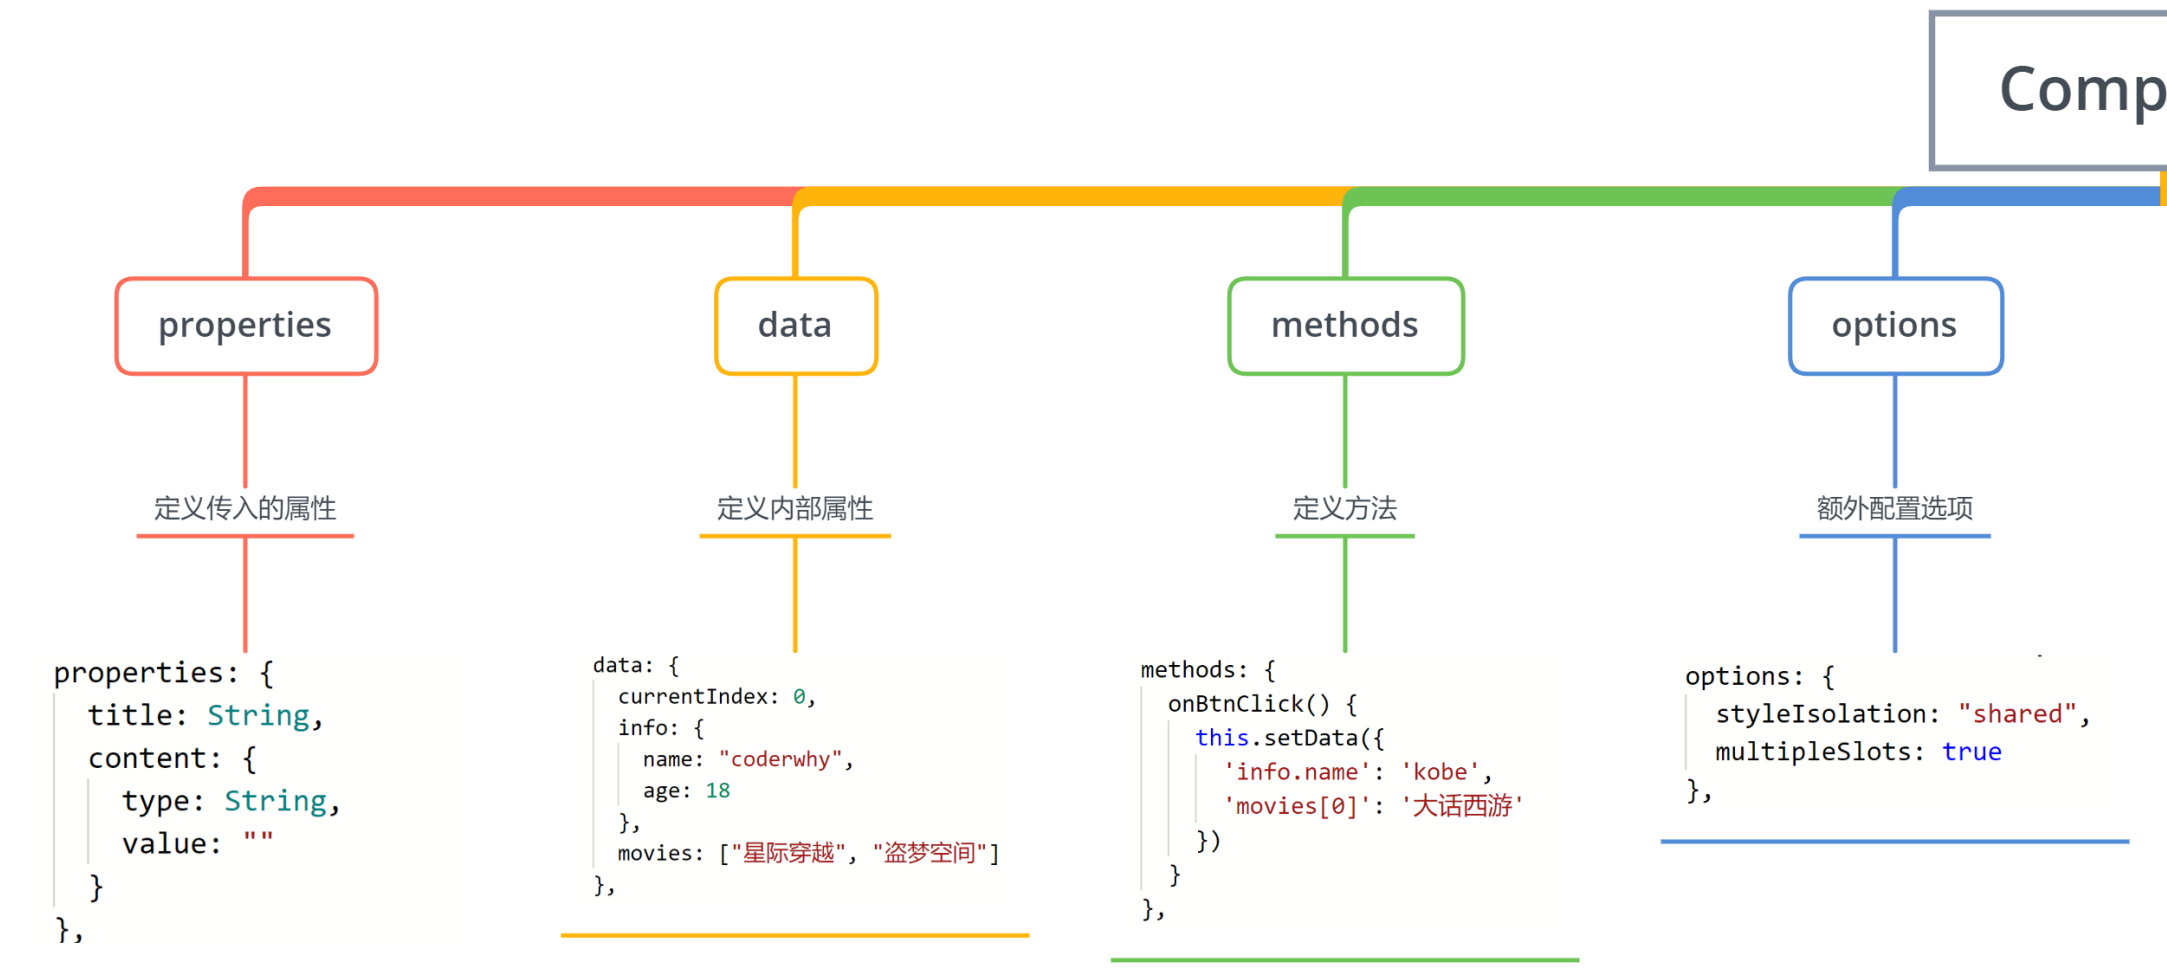 Comp
properties
data
methods
options
定义传入的属性
定义内部属性
定义方法
额外配置选项
properties: {
title: String,
content: {
type: String,
value: ""
}
},
data: {
currentIndex: 0,
info: {
name: "coderwhy",
age: 18
},
movies: ["星际穿越", "盗梦空间"]
},
methods: {
onBtnClick() {
this.setData({
'info.name': 'kobe',
'movies[0]': '大话西游'
})
}
},
options: {
styleIsolation: "shared",
multipleSlots: true
},